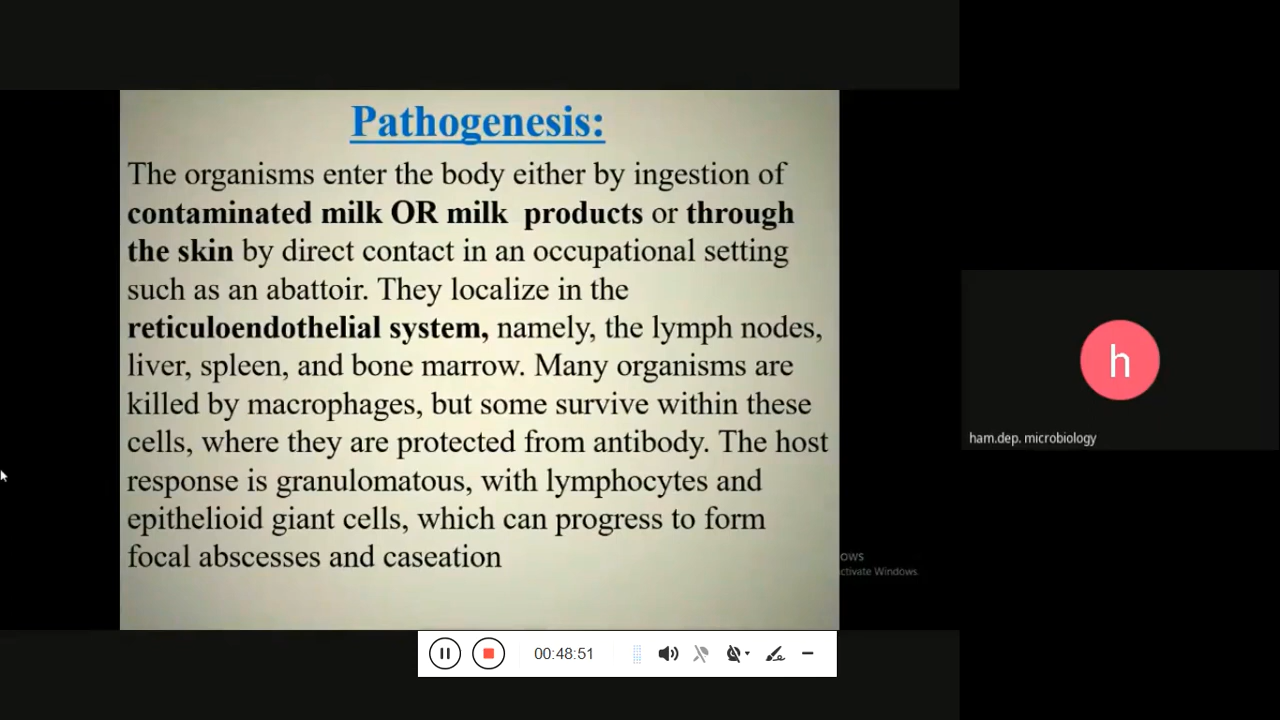 Pathogenesis:
The organisms enter the body either by ingestion of
contaminated milk OR milk products or through
the skin by direct contact in an occupational setting
such as an abattoir. They localize in the
reticuloendothelial system, namely, the lymph nodes,
liver, spleen, and bone marrow. Many organisms are
killed by macrophages, but some survive within these
cells, where they are protected from antibody. The host
response is granulomatous, with lymphocytes and
epithelioid giant cells, which can progress to form
focal abscesses and caseation
ows
ctivate Windows.
h
ham.dep. microbiology
00:48:51